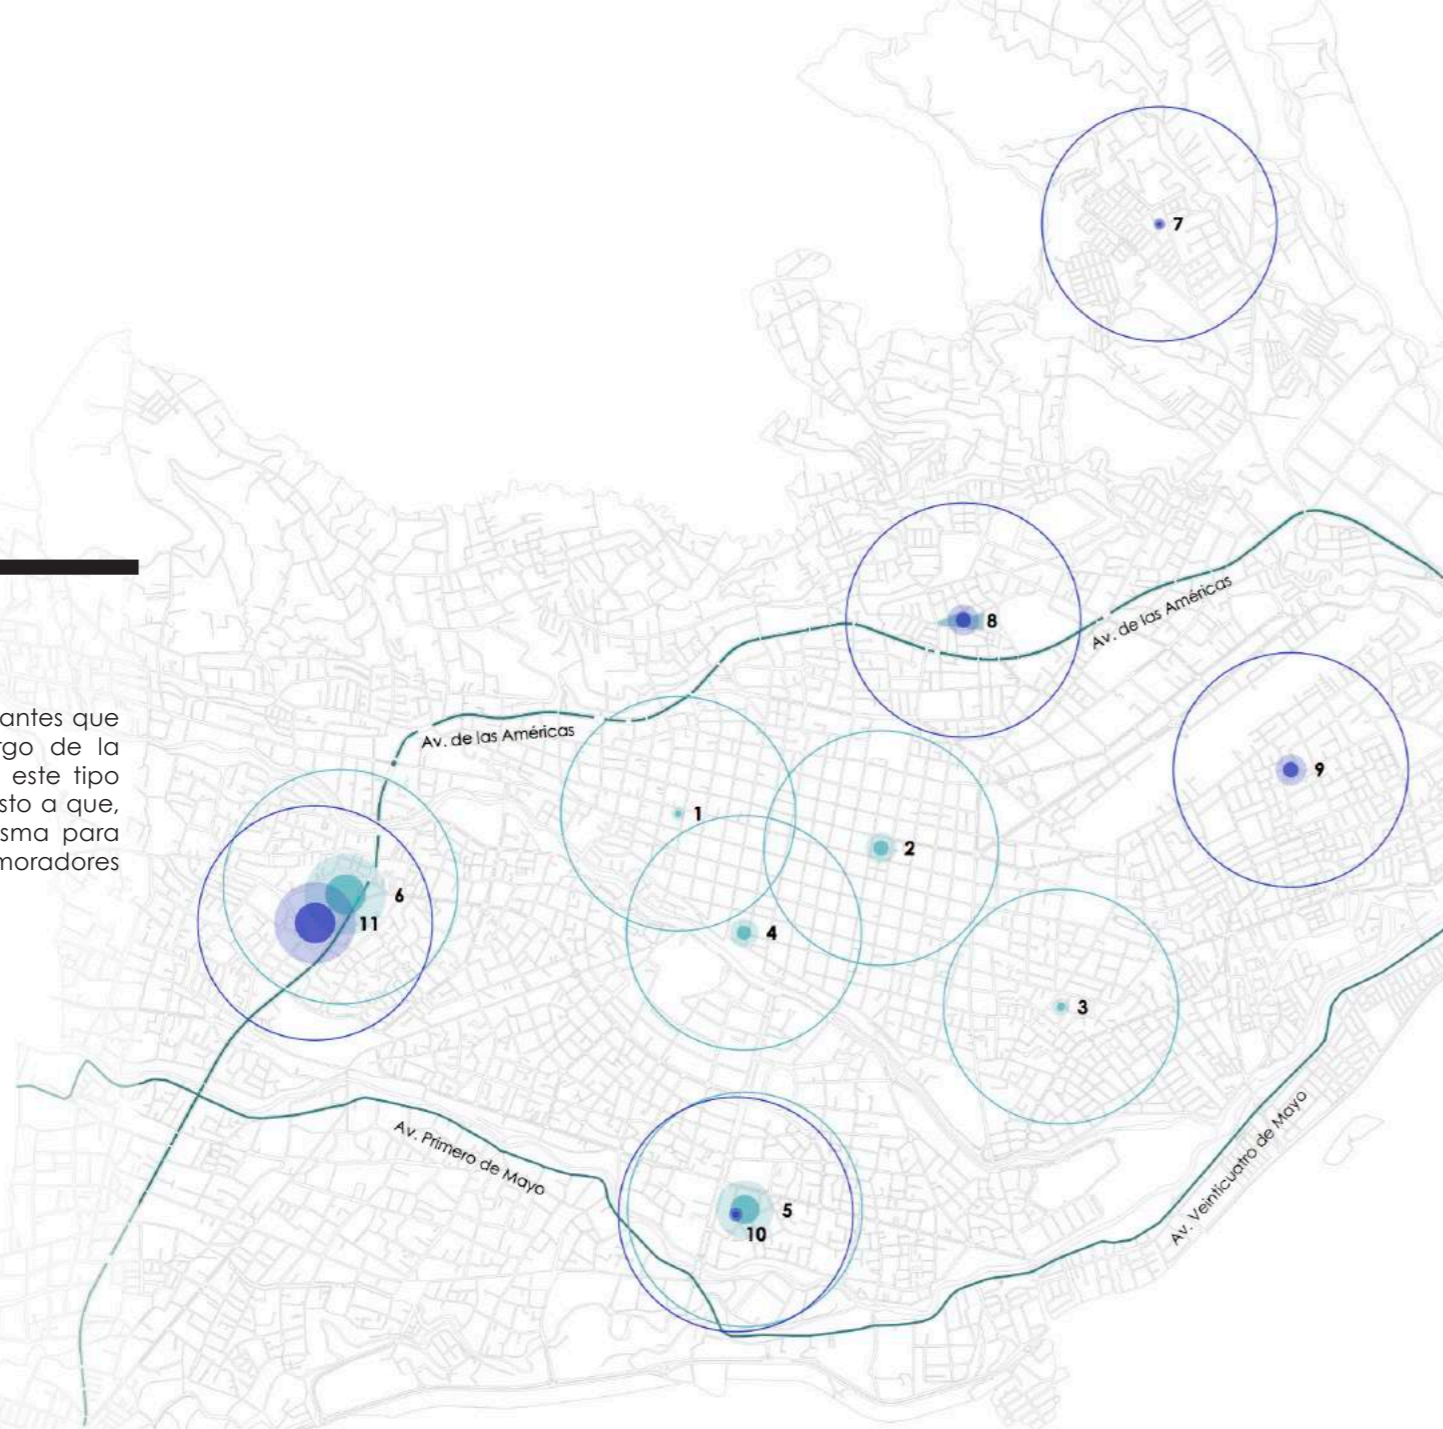 7
8
Av. de las Américas
antes que
rgo de la
Av. de las Américas
este tipo
9
sto a que,
1
sma para
2
moradores
6
11
4
3
Av. Primero de Mayo
Av. Veinticuatro de Mayo
5
10